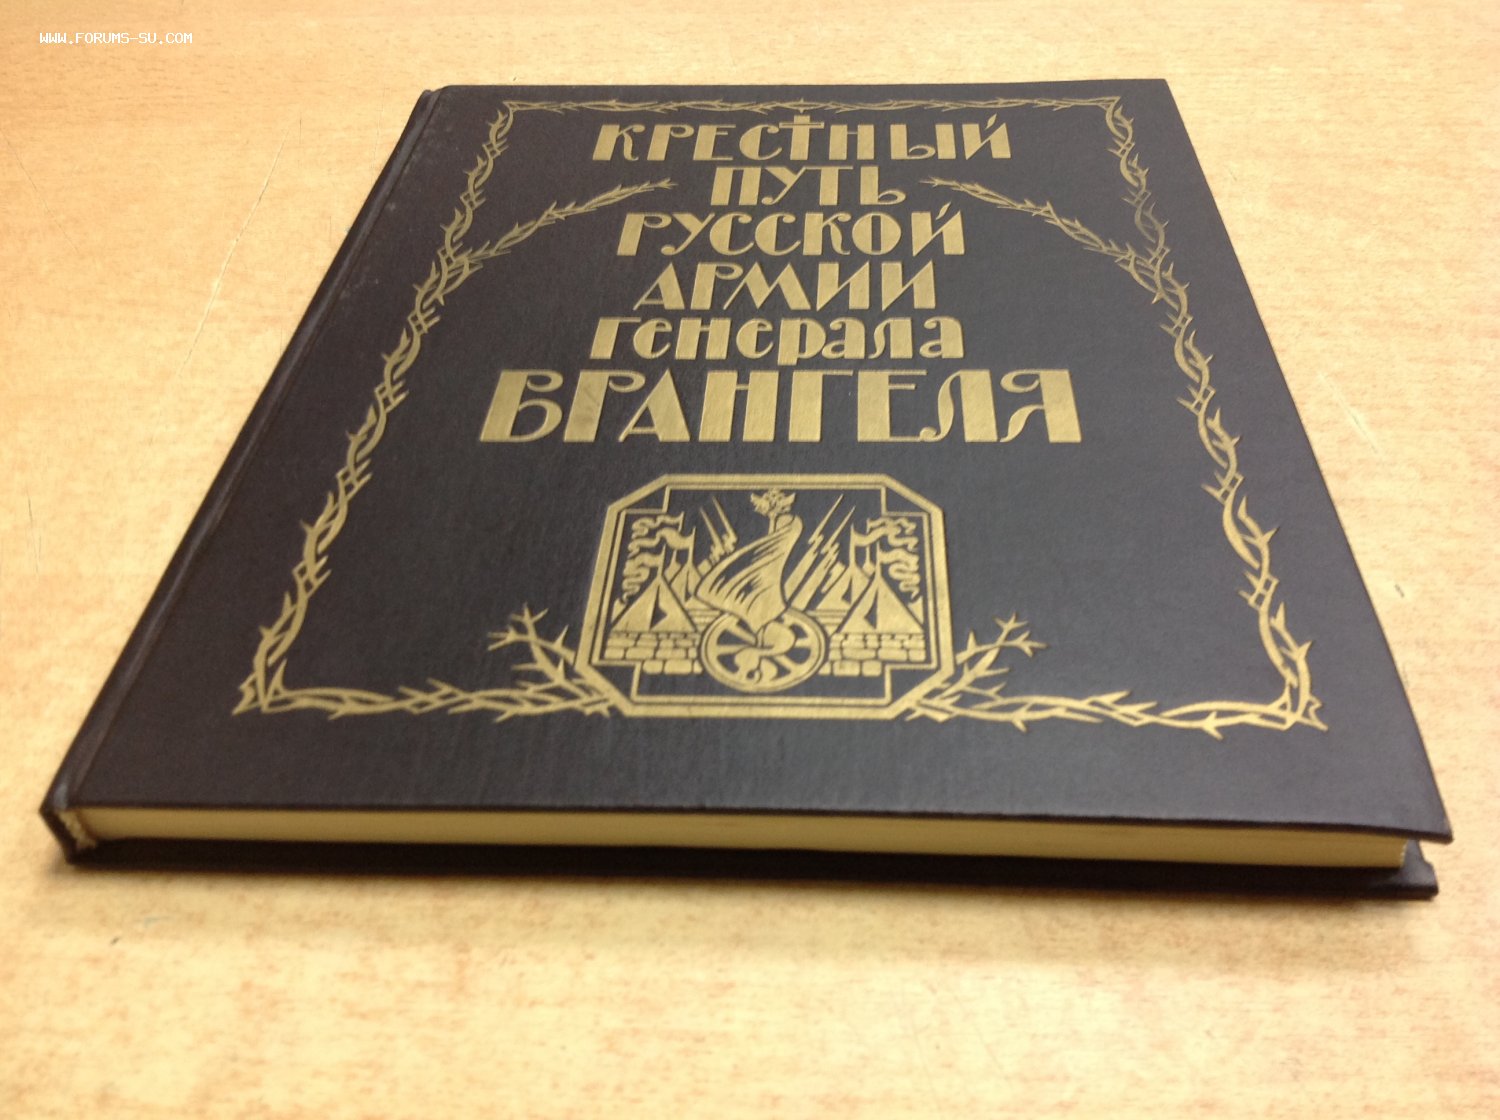 WWW.FORUMS-SU.COM
КРЕСТНЫЙ
ПУТЬ
РУССКОЙ
АРМИИ
генерала
ВРАНГЕЛЯ